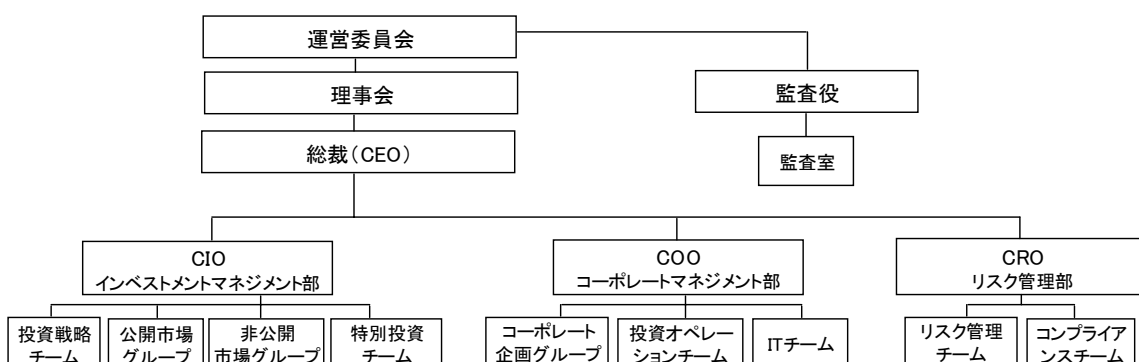 運営委員会
理事会
監査役
総裁(CEO)
監査室
CIO
インベストメントマネジメント部
COO
コーポレートマネジメント部
CRO
リスク管理部
投資戦略
チーム
公開市場
グループ
非公開
市場グループ
特別投資
チーム
コーポレート
企画グループ
投資オペレー
ションチーム
ITチーム
リスク管理
チーム
コンプライア
ンスチーム